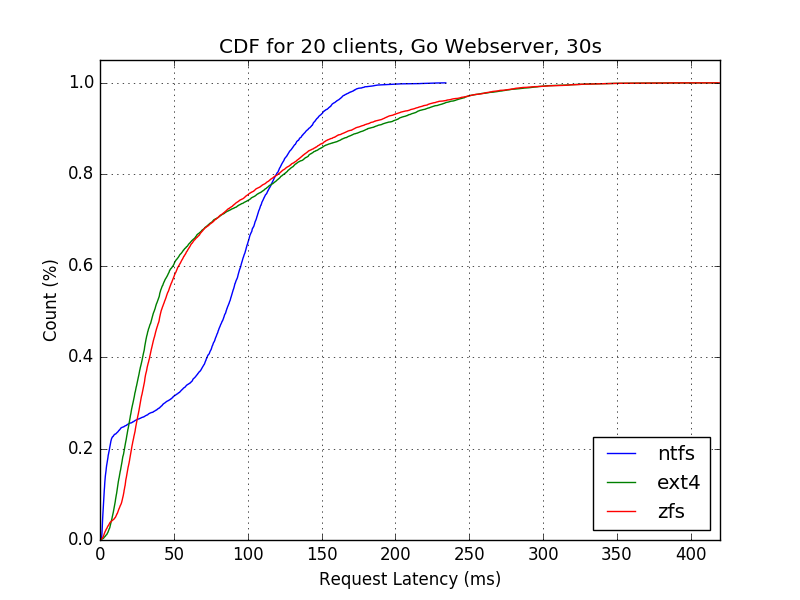 CDF for 20 clients, Go Webserver, 30s
1.0
0.8
0.6
0.4
0.2
0.0
Count (%)
0 50 100 150 200 250 300 350 400
Request Latency (ms)
ntfs
ext4
zfs